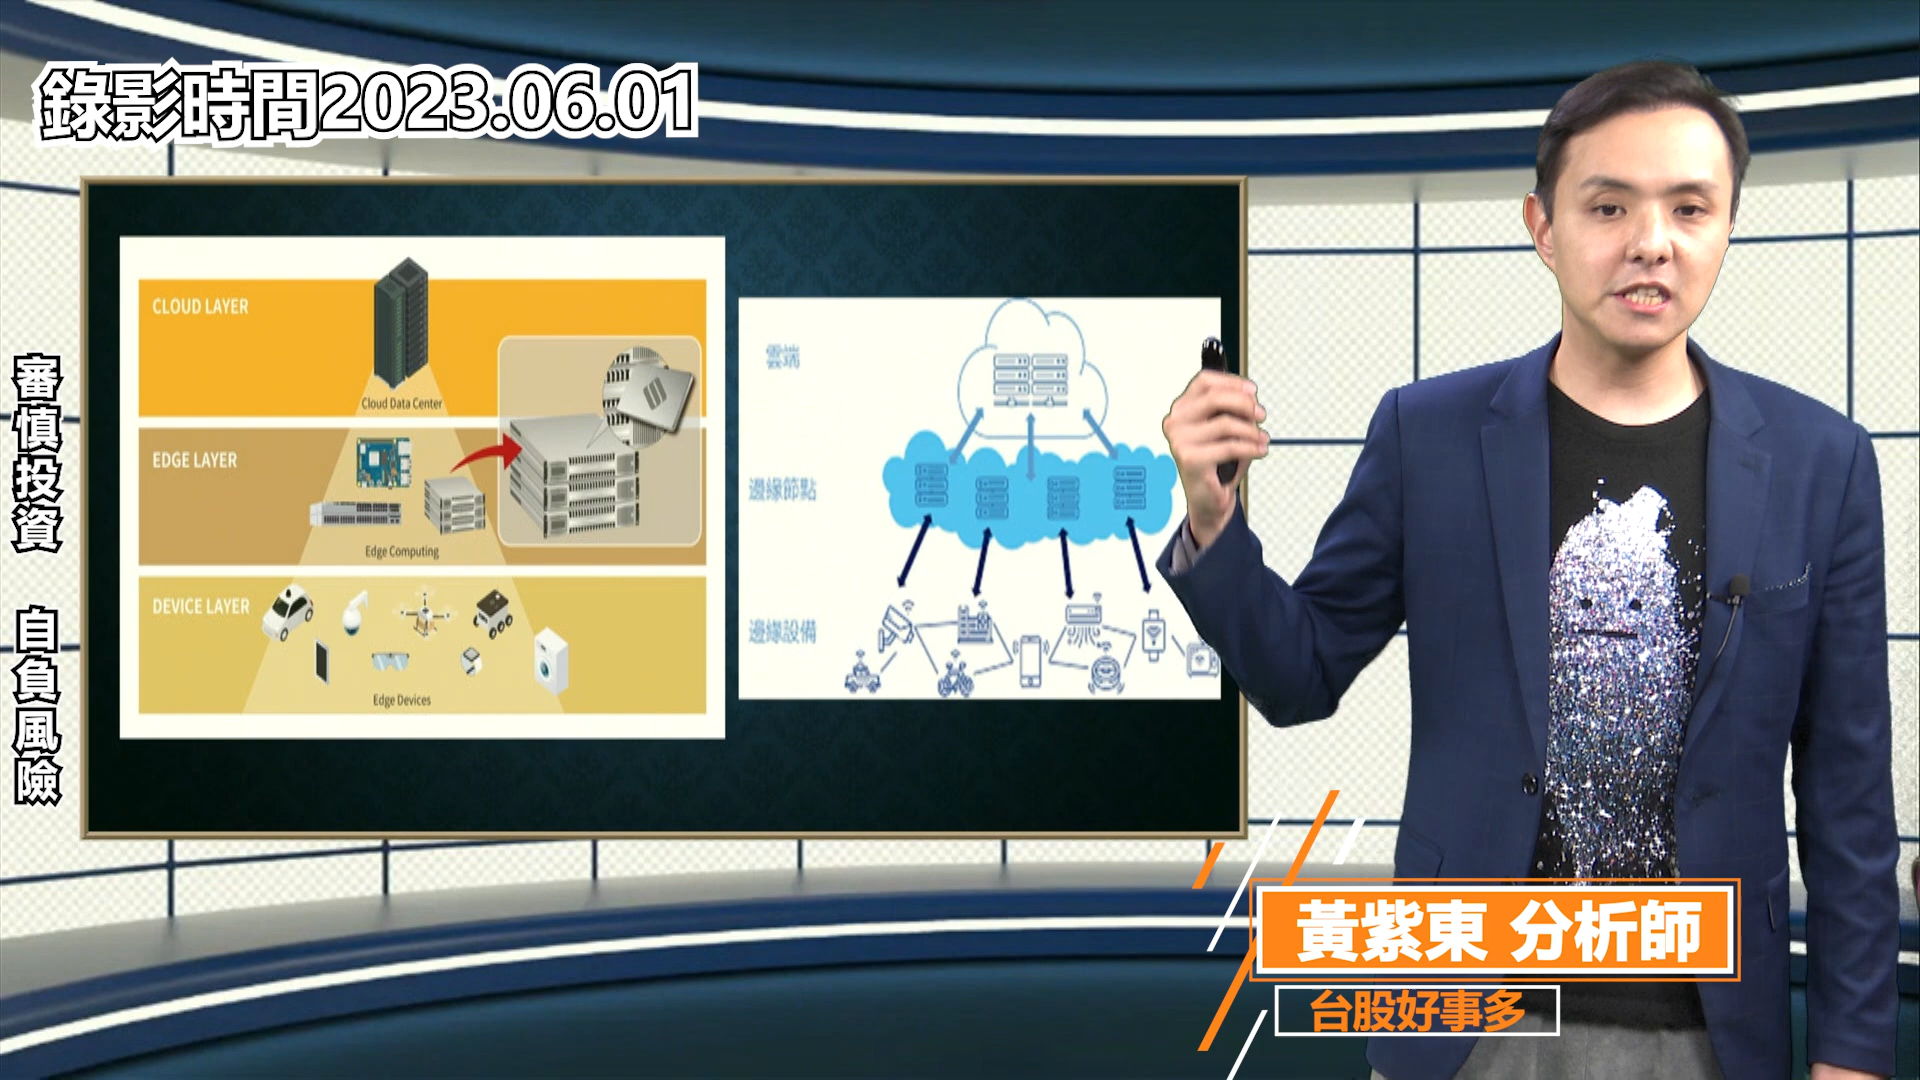 錄影時間2023.06.01
審慎投資 自負風險
CLOUD LAYER
Cloud Data Center
EDGE LAYER
Edge Computing
DEVICE LAYER
Edge Devices
雲端
邊緣節點
邊緣設備
黃紫東 分析師
台股好事多